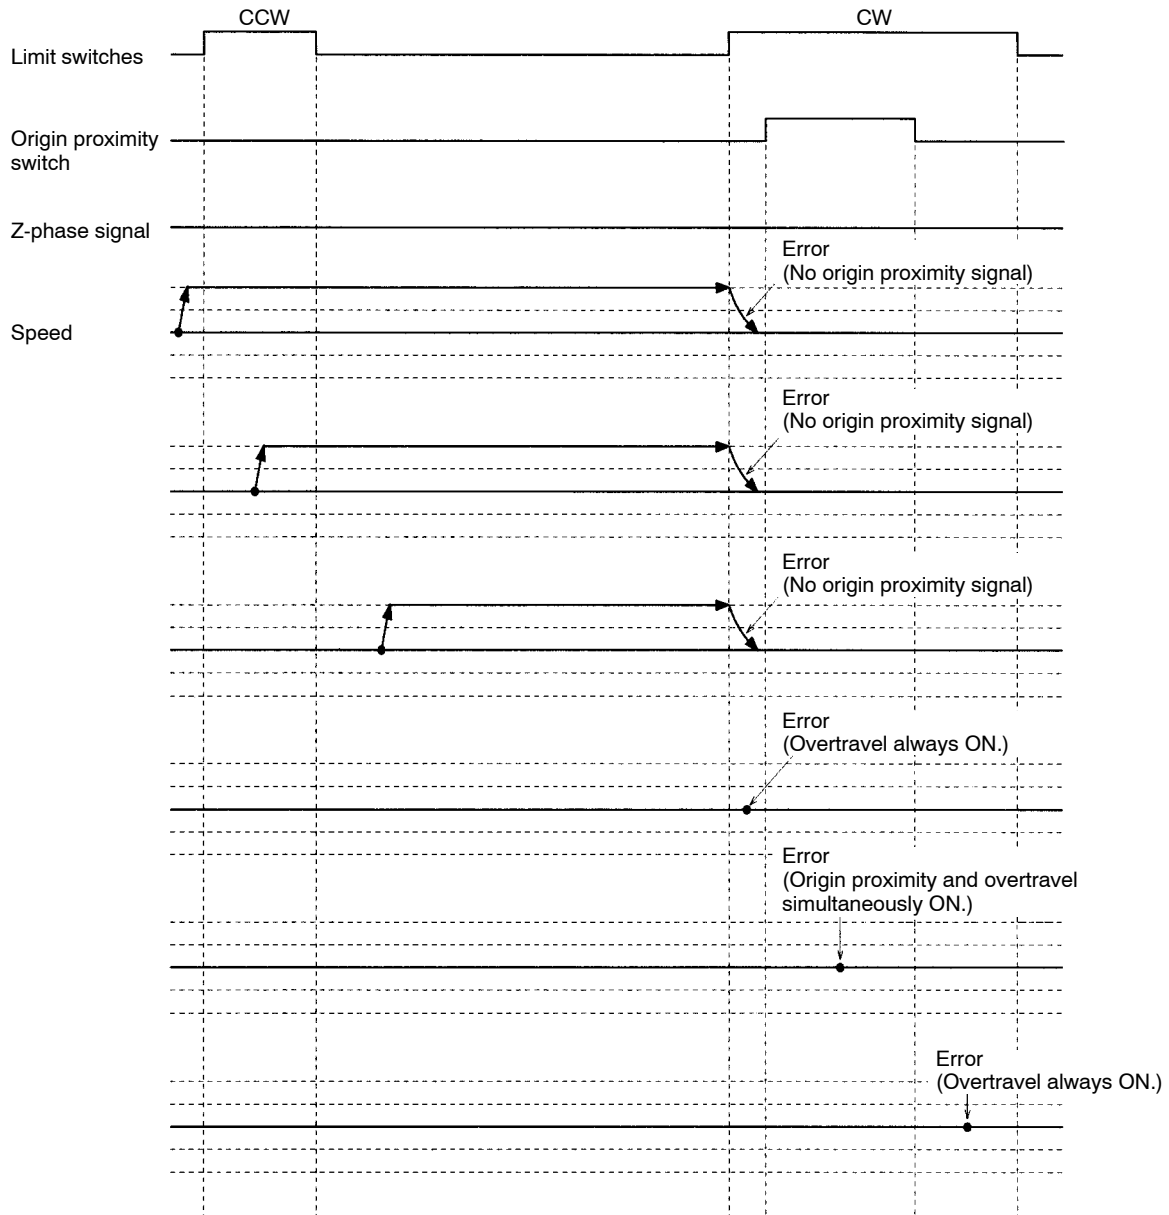 CCW
CW
Limit switches
Origin proximity
switch
Z-phase signal
Error
(No origin proximity signal)
Speed
Error
(No origin proximity signal)
Error
(No origin proximity signal)
Error
(Overtravel always ON.)
Error
(Origin proximity and overtravel
simultaneously ON.)
Error
(Overtravel always ON.)